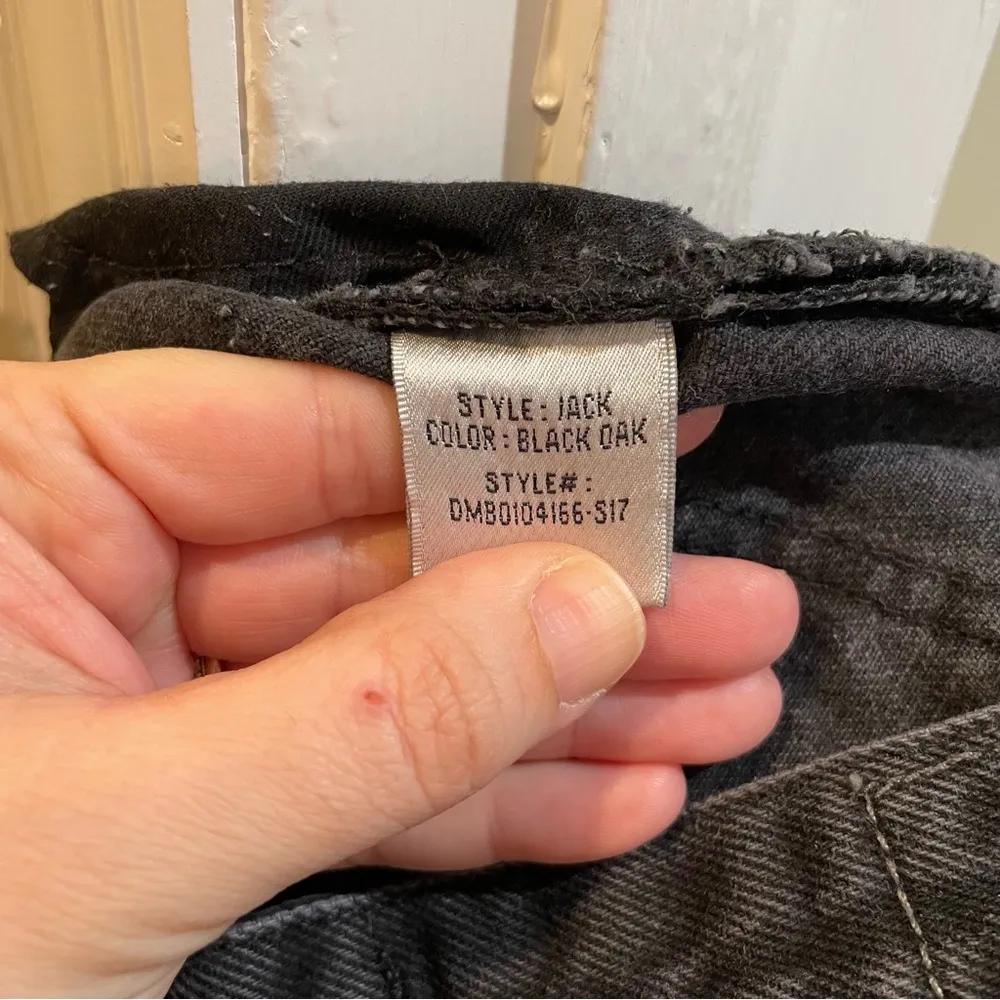 STYLE: JACK
COLOR: BLACK OAK
STYLE#:
DMB0104166-S17